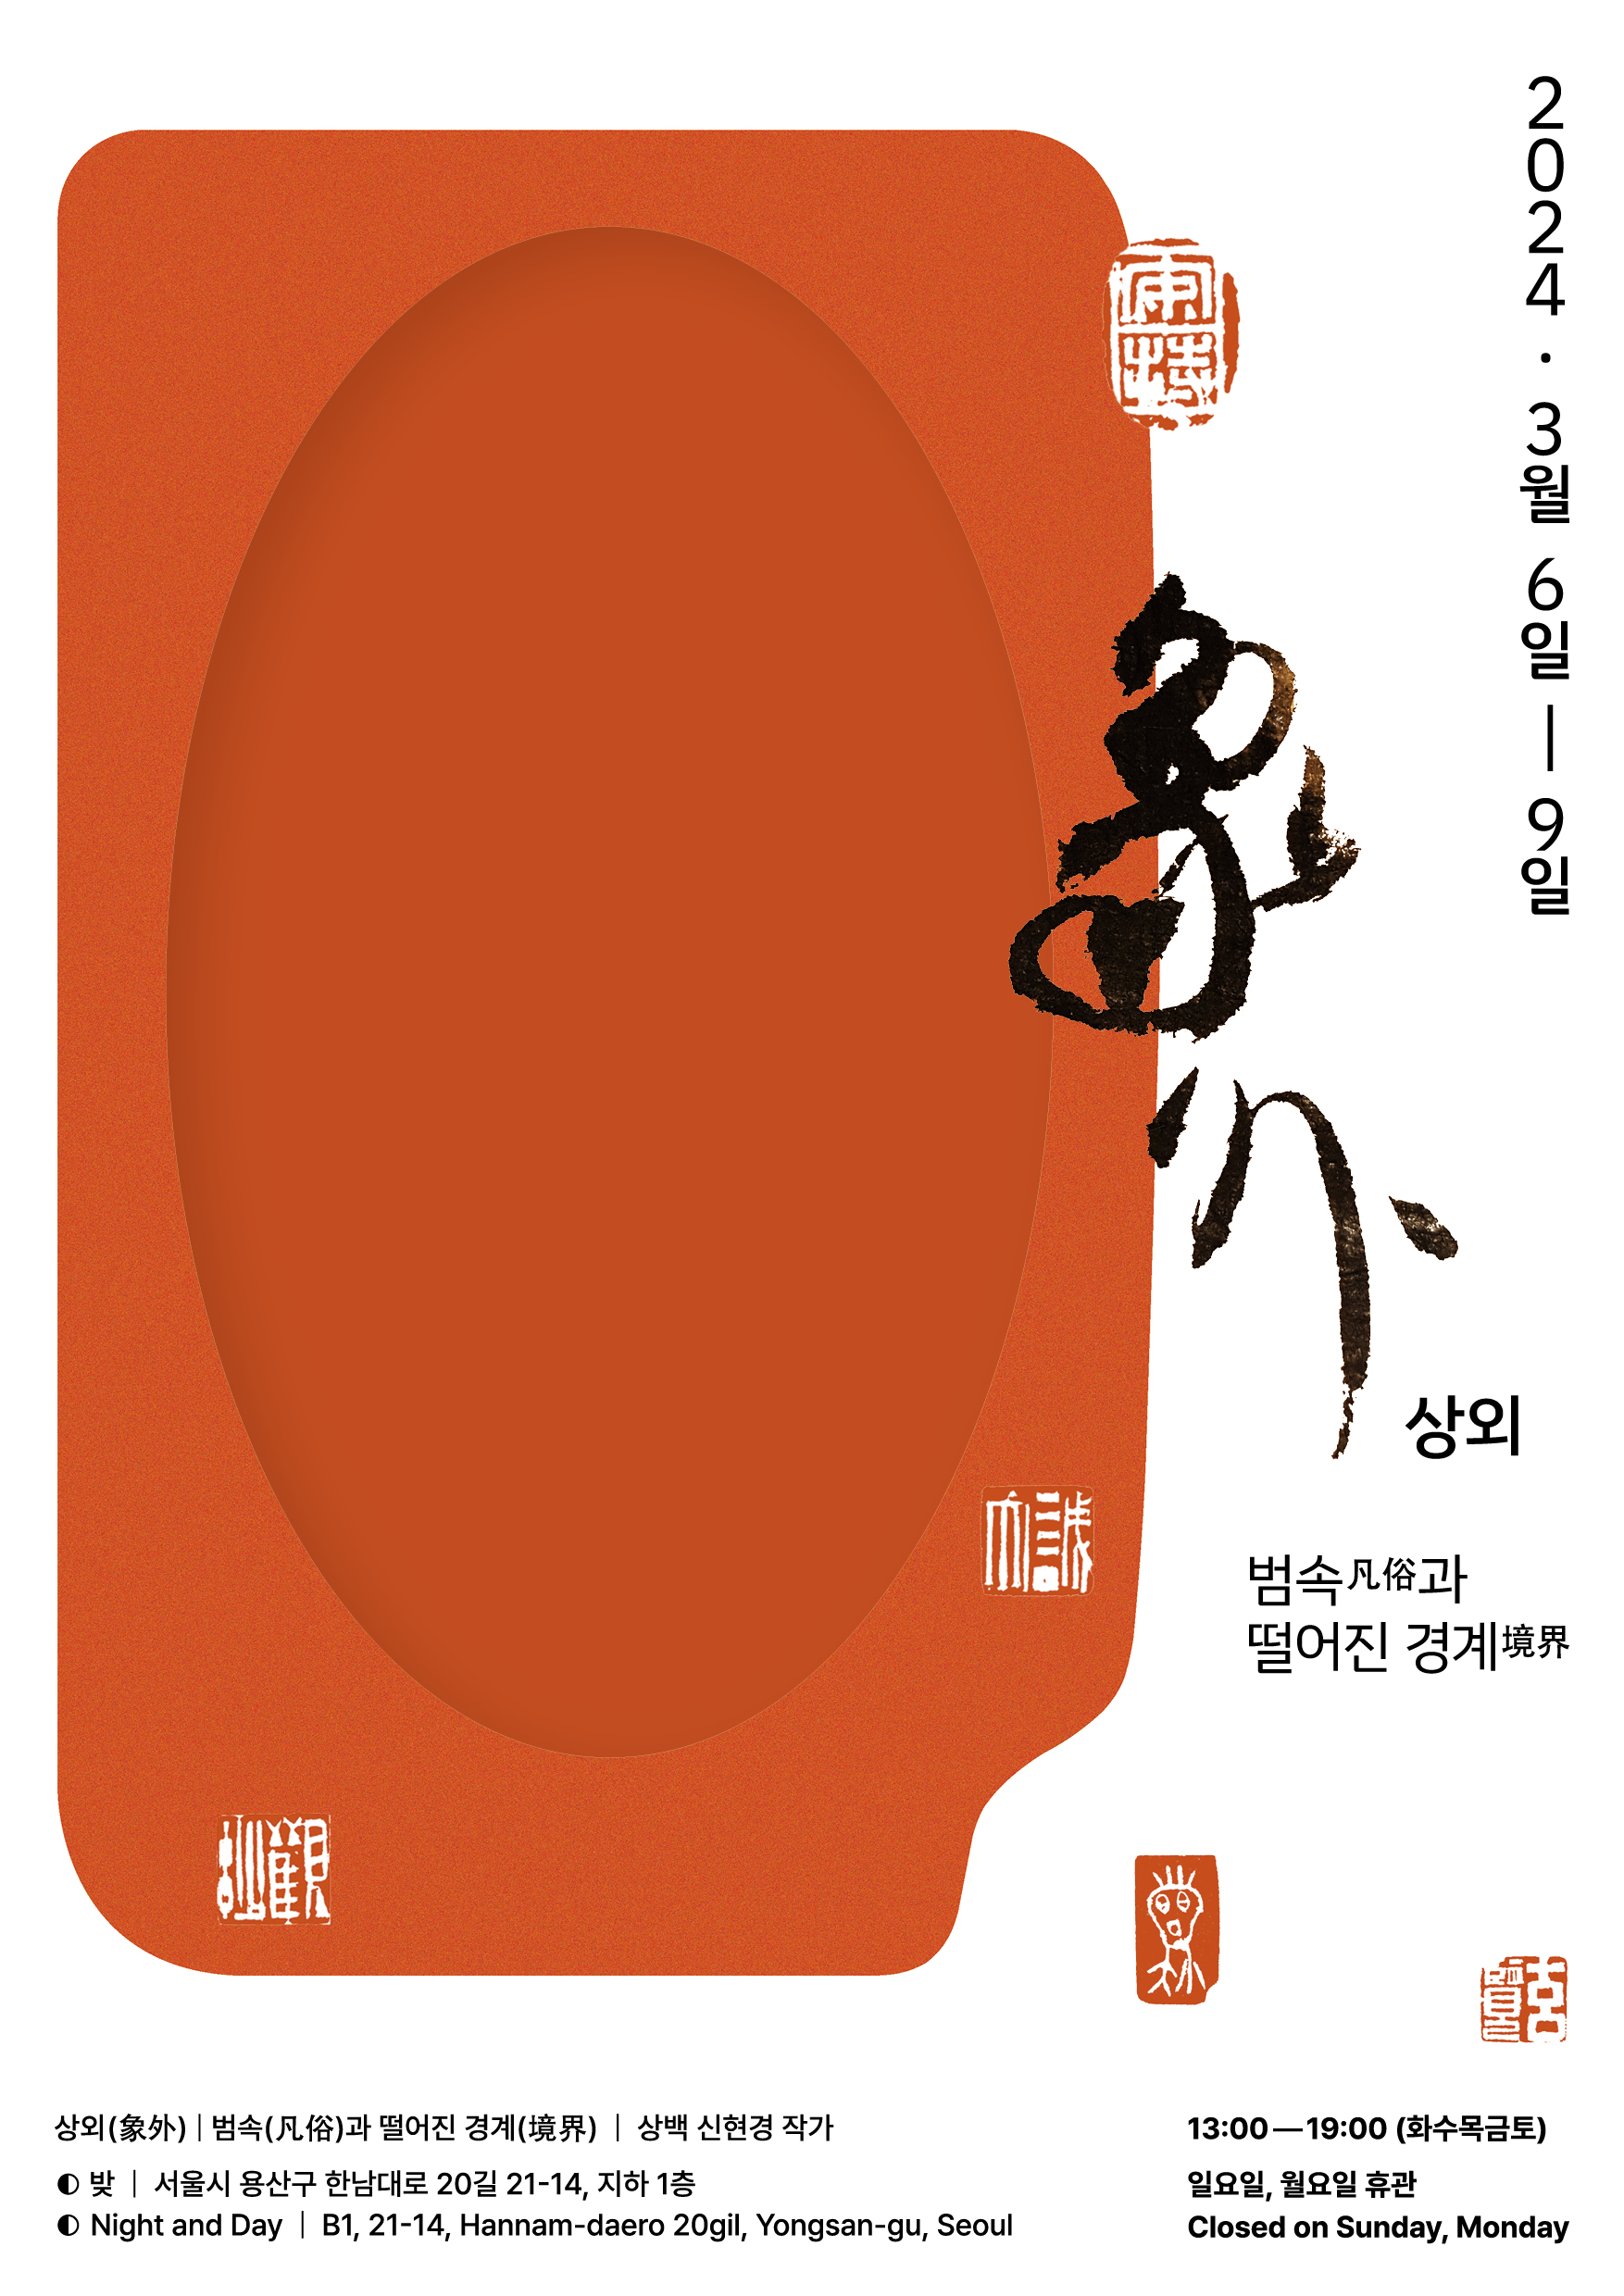 2024 · 3월 6일 — 9일
象外
상외
범속凡俗과
떨어진 경계境界
상외(象外) | 범속(凡俗)과 떨어진 경계(境界) | 상백 신현경 작가
밪 | 서울시 용산구 한남대로 20길 21-14, 지하 1층
Night and Day | B1, 21-14, Hannam-daero 20gil, Yongsan-gu, Seoul
13:00—19:00 (화수목금토)
일요일, 월요일 휴관
Closed on Sunday, Monday